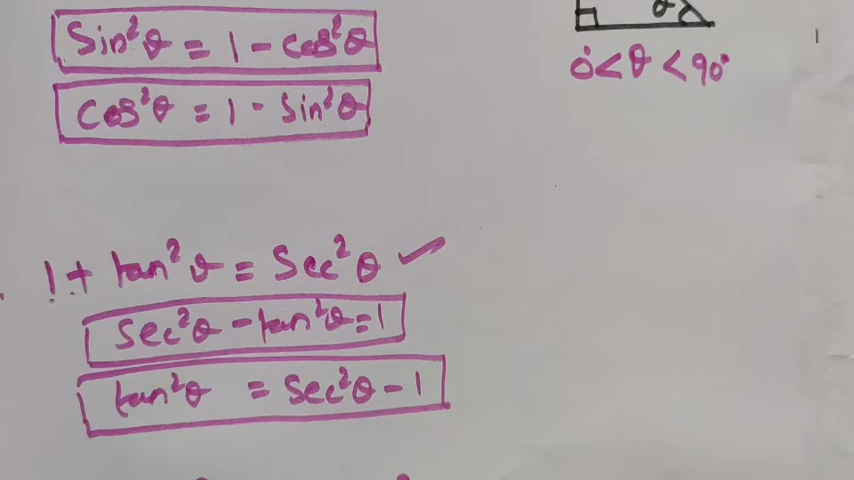 Sin²θ = 1 - cos²θ
θ
0° < θ < 90°
cos²θ = 1 - sin²θ
1 + tan²θ = Sec²θ ✓
Sec²θ - tan²θ = 1
tan²θ = Sec²θ - 1